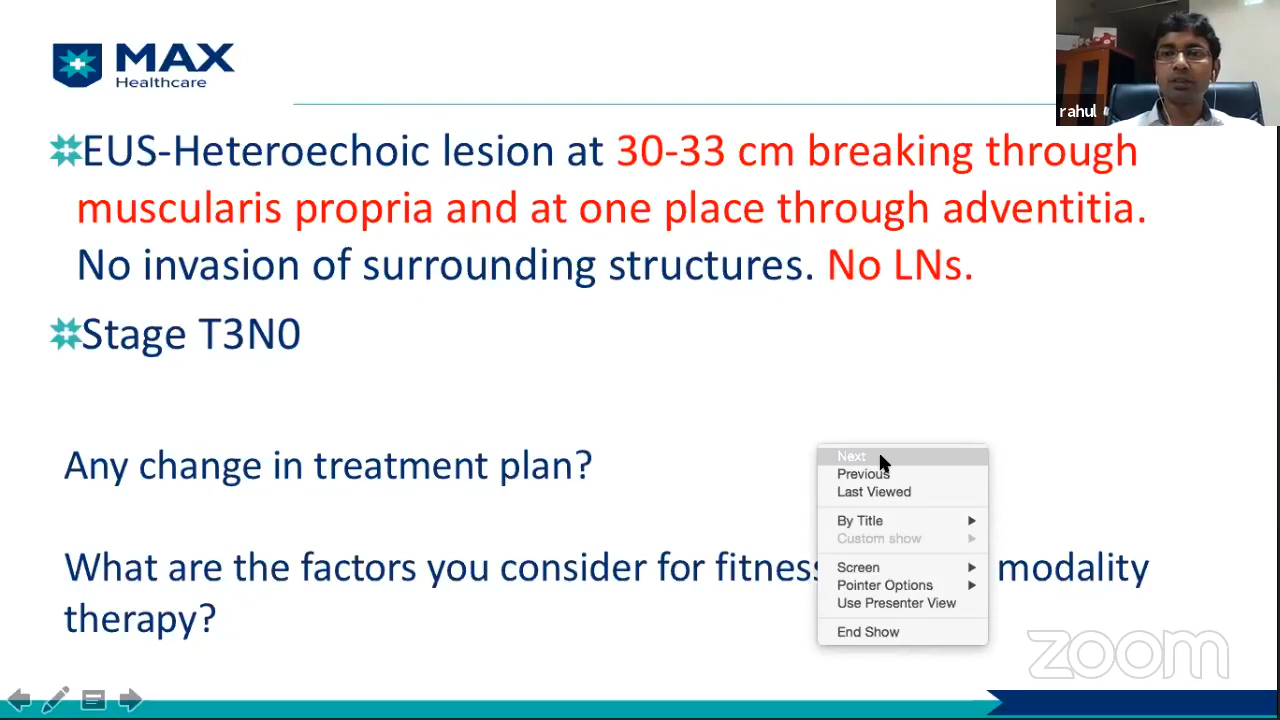 MAX
Healthcare
rahul
EUS-Heteroechoic lesion at 30-33 cm breaking through
muscularis propria and at one place through adventitia.
No invasion of surrounding structures. No LNs.
Stage T3N0
Any change in treatment plan?
What are the factors you consider for fitness modality
therapy?
Next
Previous
Last Viewed
By Title
Custom show
Screen
Pointer Options
Use Presenter View
End Show
zoom